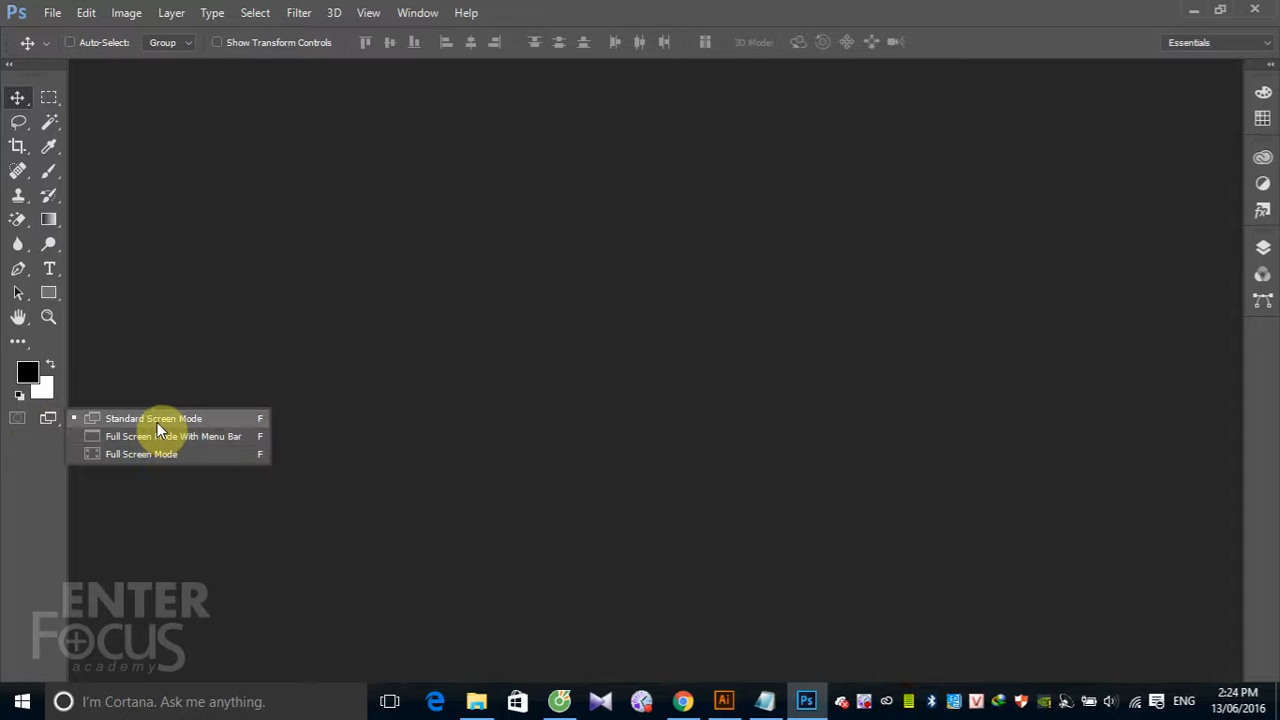 Ps File Edit Image Layer Type Select Filter 3D View Window Help
Auto-Select: Group Show Transform Controls 3D Mode: Essentials
Standard Screen Mode F
Full Screen Mode With Menu Bar F
Full Screen Mode F
ENTER
FOCUS
academy
I'm Cortana. Ask me anything. Ai Ps ENG
2:24 PM
13/06/2016